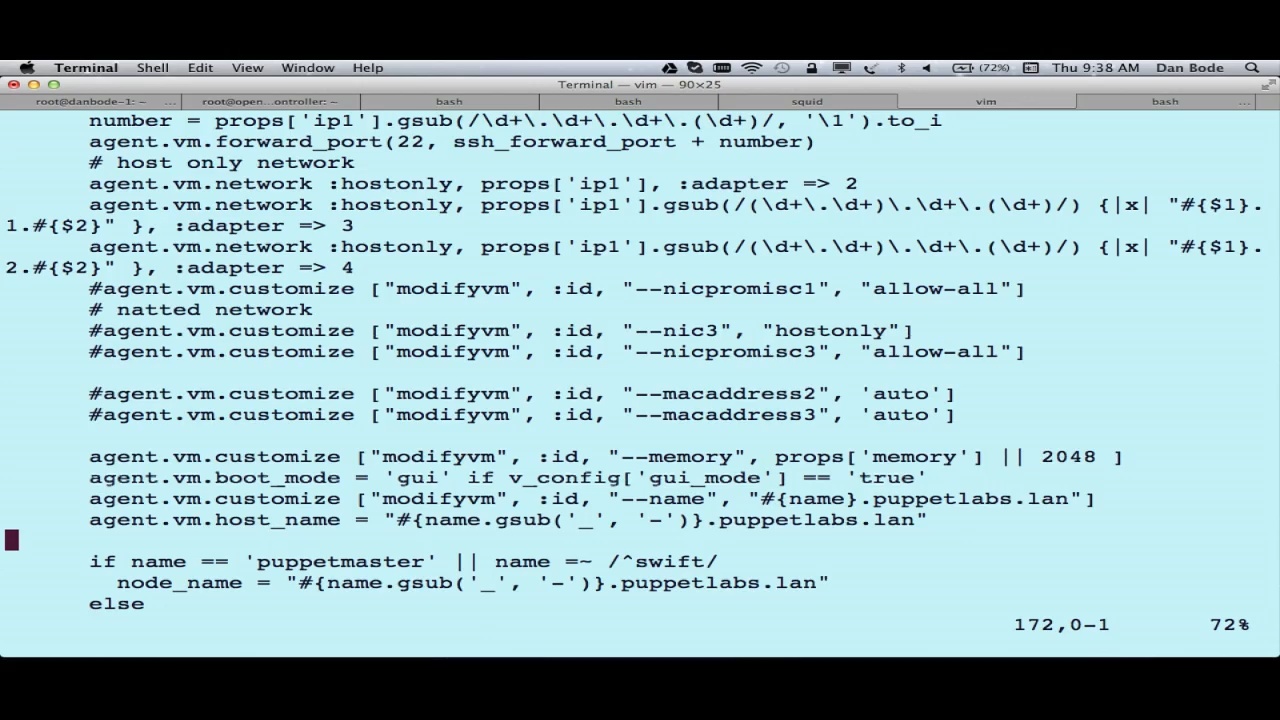 Terminal Shell Edit View Window Help (72%) Thu 9:38 AM Dan Bode
Terminal — vim — 90×25
root@danbode-1: ~ ... root@open...ontroller: ~ bash bash squid vim bash ...
number = props['ip1'].gsub(/\d+\.\d+\.\d+\.(\d+)/, '\1').to_i
agent.vm.forward_port(22, ssh_forward_port + number)
# host only network
agent.vm.network :hostonly, props['ip1'], :adapter => 2
agent.vm.network :hostonly, props['ip1'].gsub(/(\d+\.\d+)\.\d+\.(\d+)/) {|x| "#{$1}.
1.#{$2}" }, :adapter => 3
agent.vm.network :hostonly, props['ip1'].gsub(/(\d+\.\d+)\.\d+\.(\d+)/) {|x| "#{$1}.
2.#{$2}" }, :adapter => 4
#agent.vm.customize ["modifyvm", :id, "--nicpromisc1", "allow-all"]
# natted network
#agent.vm.customize ["modifyvm", :id, "--nic3", "hostonly"]
#agent.vm.customize ["modifyvm", :id, "--nicpromisc3", "allow-all"]
#agent.vm.customize ["modifyvm", :id, "--macaddress2", 'auto']
#agent.vm.customize ["modifyvm", :id, "--macaddress3", 'auto']
agent.vm.customize ["modifyvm", :id, "--memory", props['memory'] || 2048 ]
agent.vm.boot_mode = 'gui' if v_config['gui_mode'] == 'true'
agent.vm.customize ["modifyvm", :id, "--name", "#{name}.puppetlabs.lan"]
agent.vm.host_name = "#{name.gsub('_', '-')}.puppetlabs.lan"
if name == 'puppetmaster' || name =~ /^swift/
node_name = "#{name.gsub('_', '-')}.puppetlabs.lan"
else
172,0-1 72%